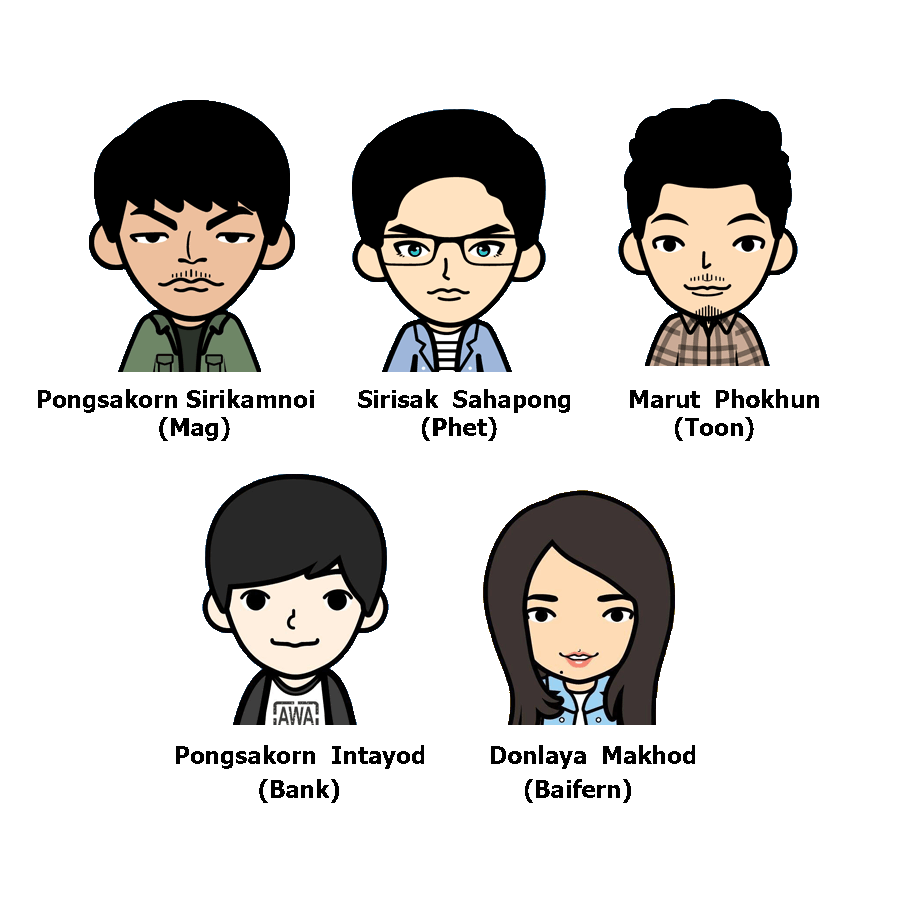 Pongsakorn Sirikamnoi
(Mag)
Sirisak Sahapong
(Phet)
Marut Phokhun
(Toon)
AWA
Pongsakorn Intayod
(Bank)
Donlaya Makhod
(Baifern)